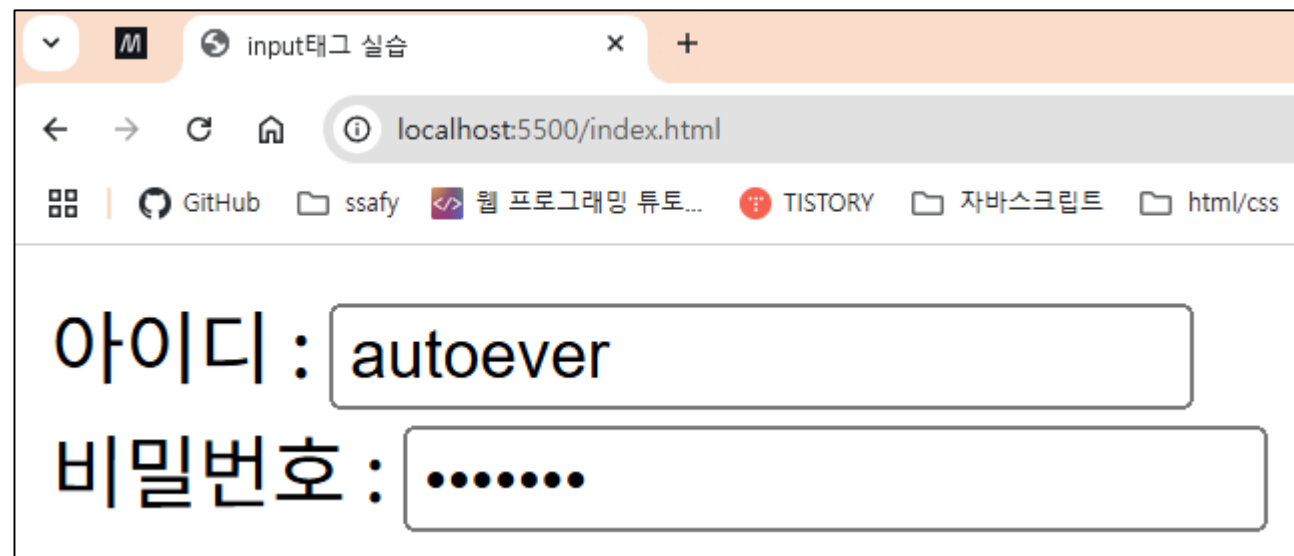 input태그 실습
localhost:5500/index.html
GitHub ssafy 웹 프로그래밍 튜토... TISTORY 자바스크립트 html/css
아이디 : autoever
비밀번호 : •••••••